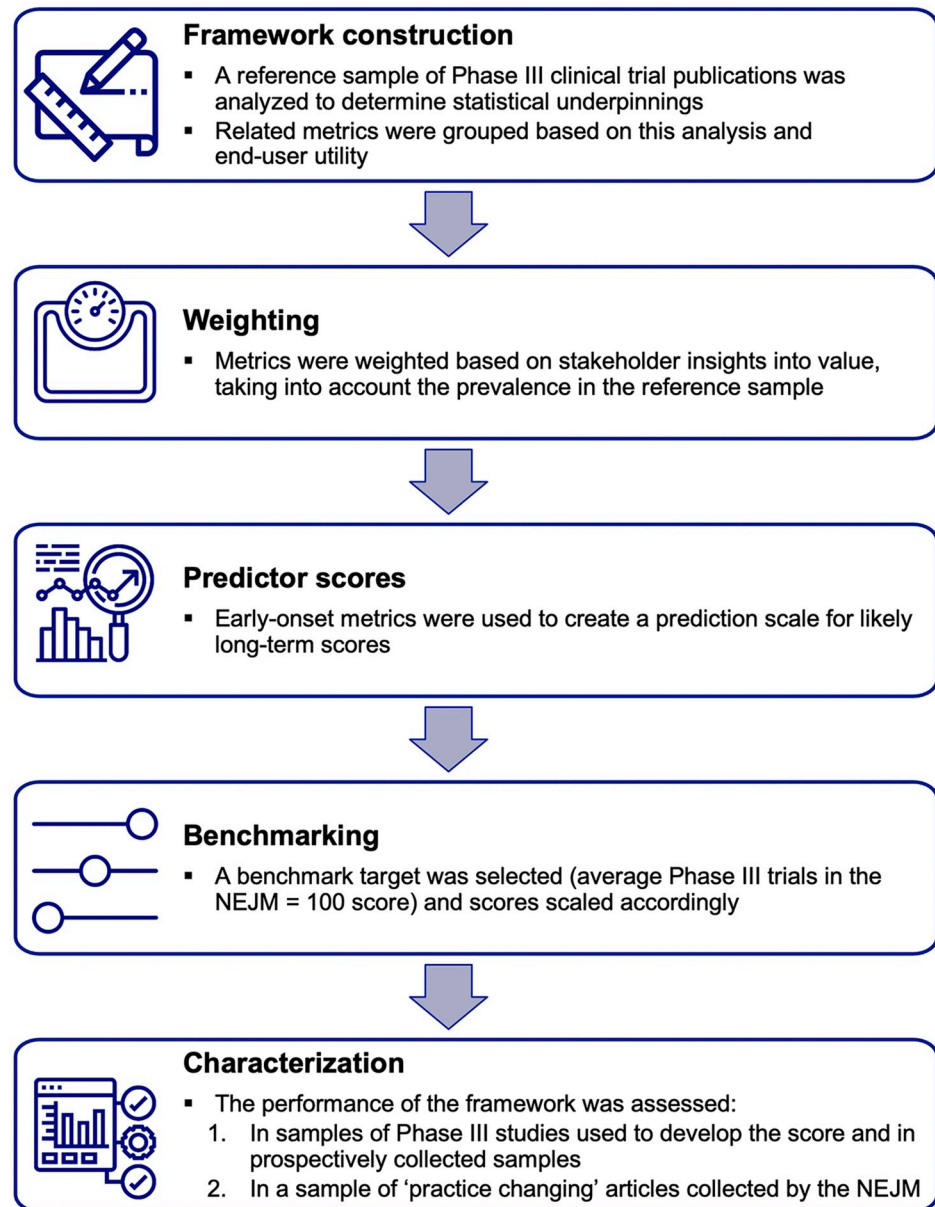 Framework construction
▪ A reference sample of Phase III clinical trial publications was
analyzed to determine statistical underpinnings
▪ Related metrics were grouped based on this analysis and
end-user utility
Weighting
▪ Metrics were weighted based on stakeholder insights into value,
taking into account the prevalence in the reference sample
Predictor scores
▪ Early-onset metrics were used to create a prediction scale for likely
long-term scores
Benchmarking
▪ A benchmark target was selected (average Phase III trials in the
NEJM = 100 score) and scores scaled accordingly
Characterization
▪ The performance of the framework was assessed:
1. In samples of Phase III studies used to develop the score and in
prospectively collected samples
2. In a sample of ‘practice changing’ articles collected by the NEJM